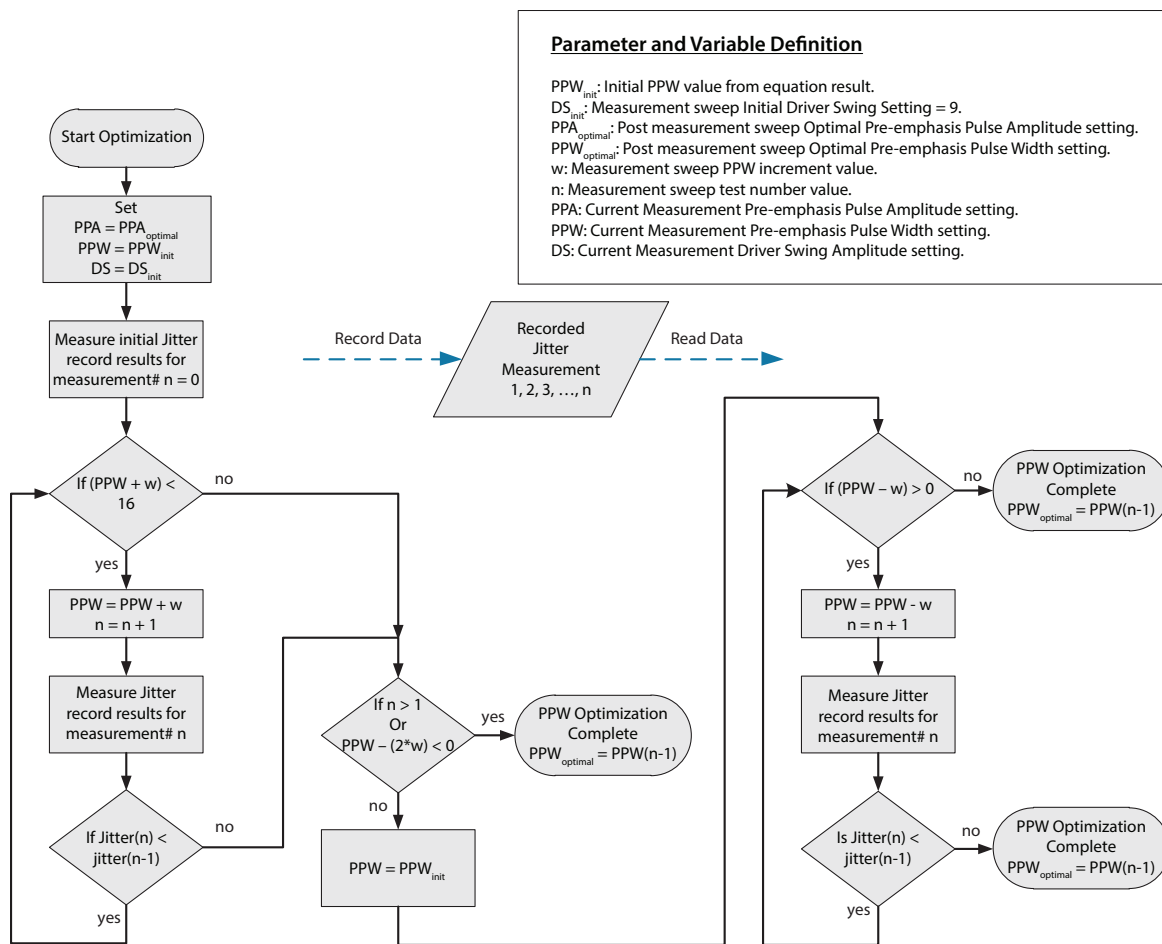 Parameter and Variable Definition
PPWinit: Initial PPW value from equation result.
DSinit: Measurement sweep Initial Driver Swing Setting = 9.
PPAoptimal: Post measurement sweep Optimal Pre-emphasis Pulse Amplitude setting.
PPWoptimal: Post measurement sweep Optimal Pre-emphasis Pulse Width setting.
w: Measurement sweep PPW increment value.
n: Measurement sweep test number value.
PPA: Current Measurement Pre-emphasis Pulse Amplitude setting.
PPW: Current Measurement Pre-emphasis Pulse Width setting.
DS: Current Measurement Driver Swing Amplitude setting.
Start Optimization
Set
PPA = PPAoptimal
PPW = PPWinit
DS = DSinit
Measure initial Jitter
record results for
measurement# n = 0
Record Data
Recorded
Jitter
Measurement
1, 2, 3, …, n
Read Data
If (PPW + w) <
16
no
yes
PPW = PPW + w
n = n + 1
Measure Jitter
record results for
measurement# n
If Jitter(n) <
jitter(n-1)
no
yes
If n > 1
Or
PPW – (2*w) < 0
yes
PPW Optimization
Complete
PPWoptimal = PPW(n-1)
no
PPW = PPWinit
If (PPW – w) > 0
no
PPW Optimization
Complete
PPWoptimal = PPW(n-1)
yes
PPW = PPW - w
n = n + 1
Measure Jitter
record results for
measurement# n
Is Jitter(n) <
jitter(n-1)
no
PPW Optimization
Complete
PPWoptimal = PPW(n-1)
yes